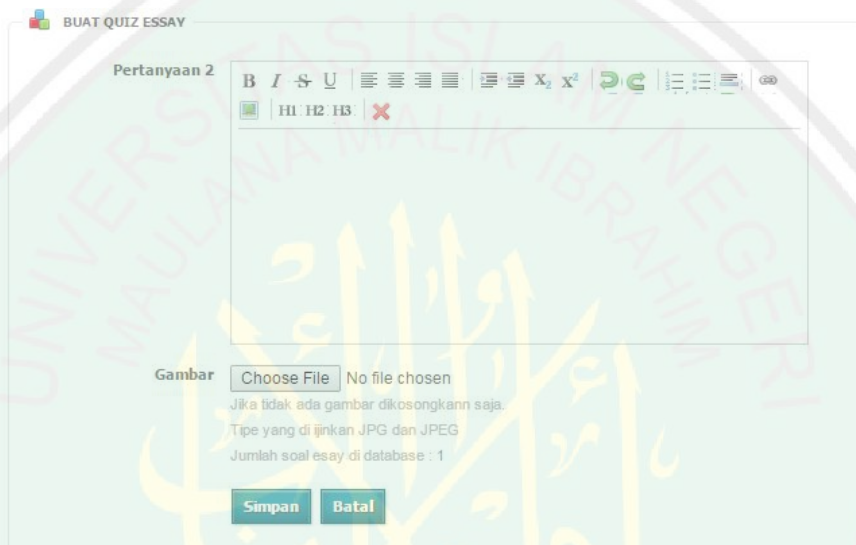 BUAT QUIZ ESSAY
Pertanyaan 2
B I S U X₂ X²
H1 H2 H3
Gambar Choose File No file chosen
Jika tidak ada gambar dikosongkann saja.
Tipe yang di ijinkan JPG dan JPEG
Jumlah soal esay di database : 1
Simpan Batal
UNIVERSITAS ISLAM NEGERI
MAULANA MALIK IBRAHIM